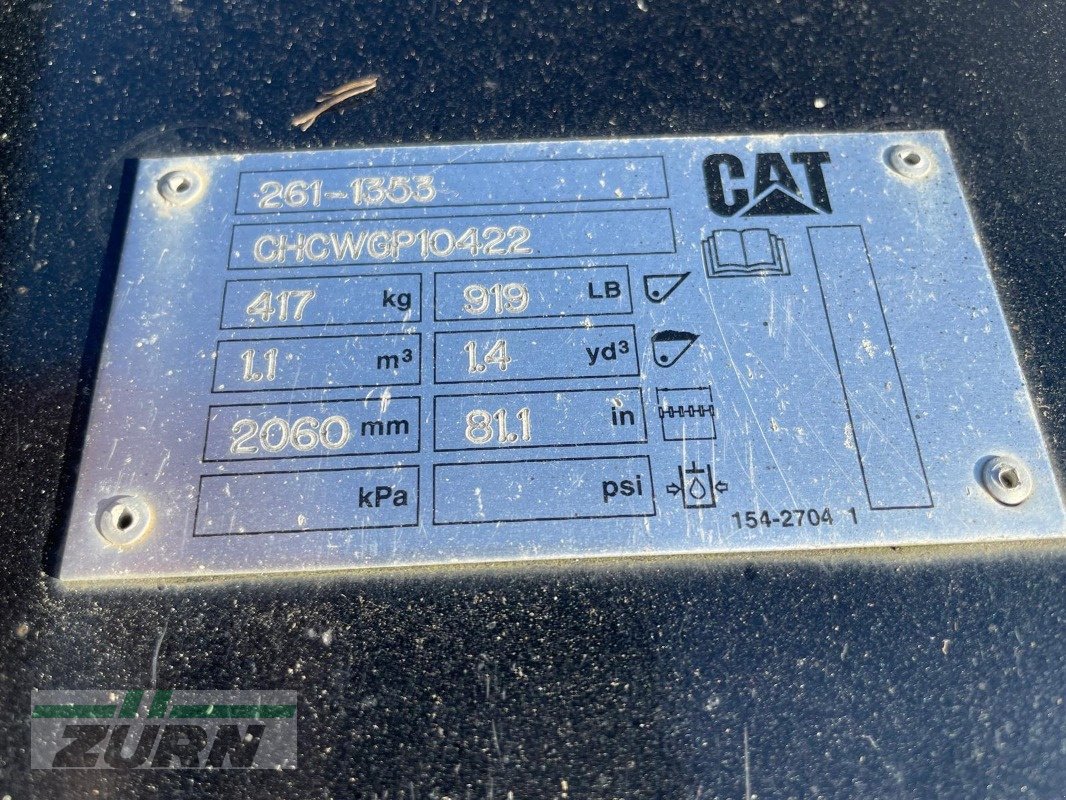 CAT
261-1353
CHCWGP10422
417 kg 919 LB
1.1 m³ 1.4 yd³
2060 mm 81.1 in
kPa psi
154-2704 1
ZÜRN